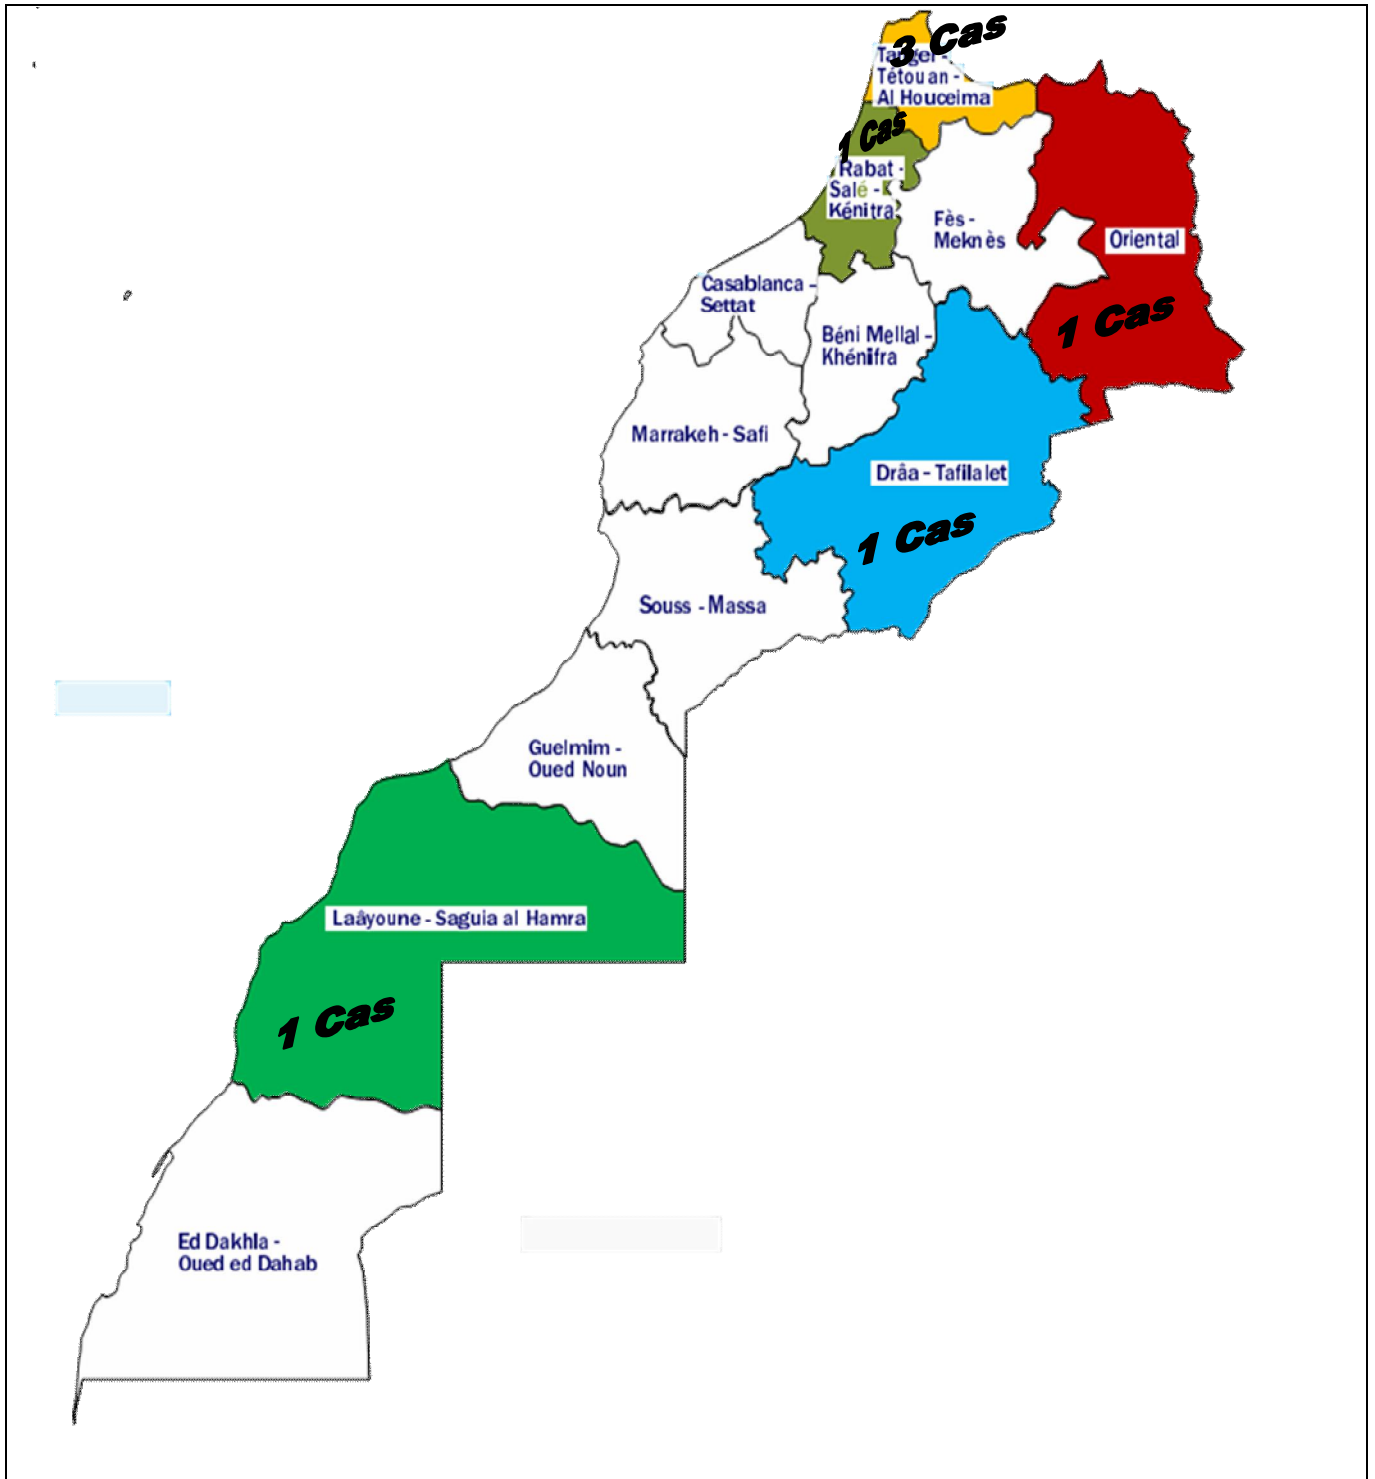 3 Cas
Tanger -
Tétouan -
Al Houceima
1 Cas
Rabat -
Salé -
Kénitra
Fès -
Meknès
Oriental
1 Cas
Casablanca -
Settat
Béni Mellal -
Khénifra
Marrakeh - Safi
Drâa - Tafilalet
1 Cas
Souss - Massa
Guelmim -
Oued Noun
Laâyoune - Saguia al Hamra
1 Cas
Ed Dakhla -
Oued ed Dahab